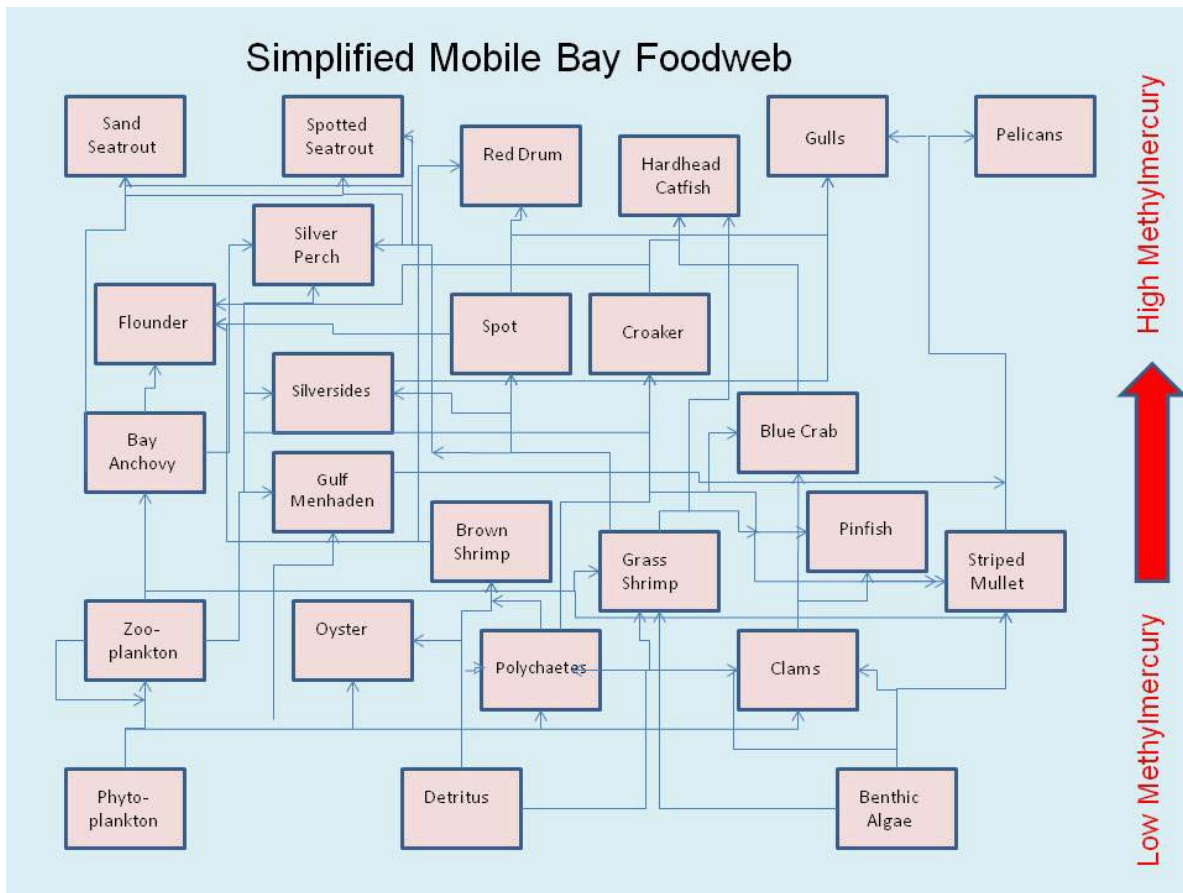 Simplified Mobile Bay Foodweb
Sand
Seatrout
Spotted
Seatrout
Red Drum
Hardhead
Catfish
Gulls
Pelicans
Silver
Perch
Flounder
Spot
Croaker
Silversides
Bay
Anchovy
Blue Crab
Gulf
Menhaden
Brown
Shrimp
Grass
Shrimp
Pinfish
Striped
Mullet
Zoo-
plankton
Oyster
Polychaetes
Clams
Phyto-
plankton
Detritus
Benthic
Algae
High Methylmercury
Low Methylmercury